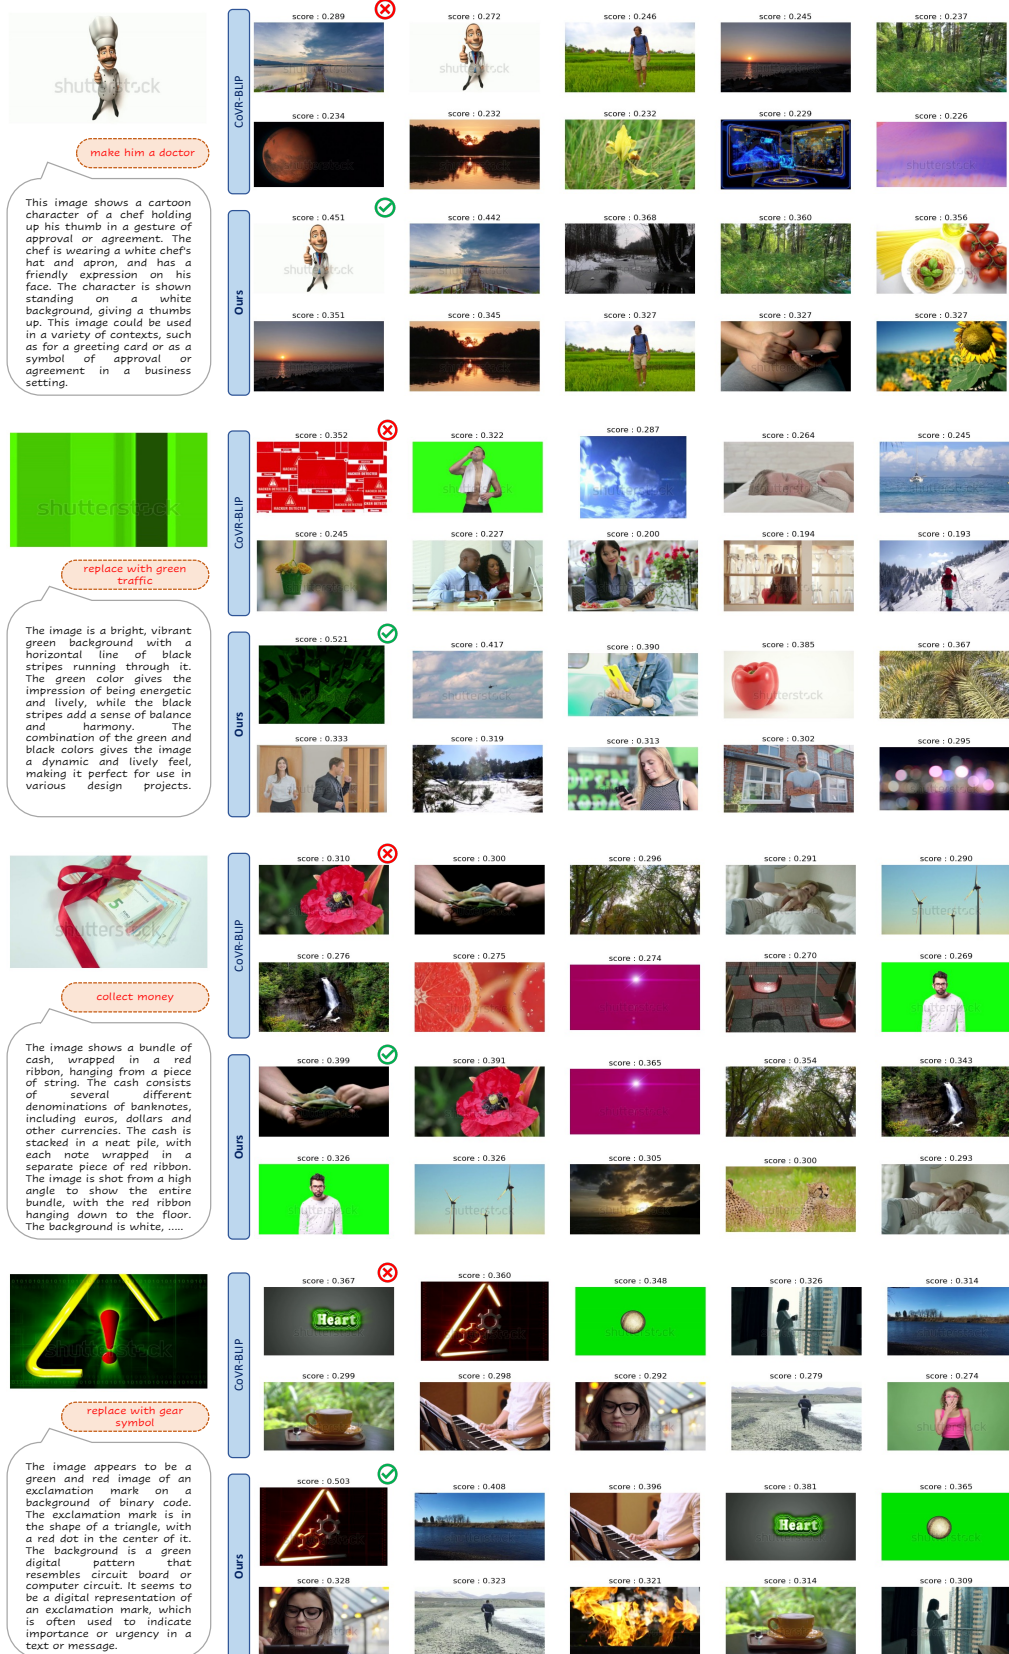 shutterstock
make him a doctor
This image shows a cartoon
character of a chef holding
up his thumb in a gesture of
approval or agreement. The
chef is wearing a white chef's
hat and apron, and has a
friendly expression on his
face. The character is shown
standing on a white
background, giving a thumbs
up. This image could be used
in a variety of contexts, such
as for a greeting card or as a
symbol of approval or
agreement in a business
setting.
CoVR-BLIP
score : 0.289
score : 0.272
score : 0.246
score : 0.245
score : 0.237
score : 0.234
score : 0.232
score : 0.232
score : 0.229
score : 0.226
Ours
score : 0.451
score : 0.442
score : 0.368
score : 0.360
score : 0.356
score : 0.351
score : 0.345
score : 0.327
score : 0.327
score : 0.327
shutterstock
replace with green
traffic
The image is a bright, vibrant
green background with a
horizontal line of black
stripes running through it.
The green color gives the
impression of being energetic
and lively, while the black
stripes add a sense of balance
and harmony. The
combination of the green and
black colors gives the image
a dynamic and lively feel,
making it perfect for use in
various design projects.
CoVR-BLIP
score : 0.352
score : 0.322
score : 0.287
score : 0.264
score : 0.245
score : 0.245
score : 0.227
score : 0.200
score : 0.194
score : 0.193
Ours
score : 0.521
score : 0.417
score : 0.390
score : 0.385
score : 0.367
score : 0.333
score : 0.319
score : 0.313
score : 0.302
score : 0.295
OPEN
shutterstock
collect money
The image shows a bundle of
cash, wrapped in a red
ribbon, hanging from a piece
of string. The cash consists
of several different
denominations of banknotes,
including euros, dollars and
other currencies. The cash is
stacked in a neat pile, with
each note wrapped in a
separate piece of red ribbon.
The image is shot from a high
angle to show the entire
bundle, with the red ribbon
hanging down to the floor.
The background is white, .....
CoVR-BLIP
score : 0.310
score : 0.300
score : 0.296
score : 0.291
score : 0.290
score : 0.276
score : 0.275
score : 0.274
score : 0.270
score : 0.269
Ours
score : 0.399
score : 0.391
score : 0.365
score : 0.354
score : 0.343
score : 0.326
score : 0.326
score : 0.305
score : 0.300
score : 0.293
shutterstock
replace with gear
symbol
The image appears to be a
green and red image of an
exclamation mark on a
background of binary code.
The exclamation mark is in
the shape of a triangle, with
a red dot in the center of it.
The background is a green
digital pattern that
resembles circuit board or
computer circuit. It seems to
be a digital representation of
an exclamation mark, which
is often used to indicate
importance or urgency in a
text or message.
CoVR-BLIP
score : 0.367
score : 0.360
score : 0.348
score : 0.326
score : 0.314
Heart
score : 0.299
score : 0.298
score : 0.292
score : 0.279
score : 0.274
Ours
score : 0.503
score : 0.408
score : 0.396
score : 0.381
score : 0.365
Heart
score : 0.328
score : 0.323
score : 0.321
score : 0.314
score : 0.309